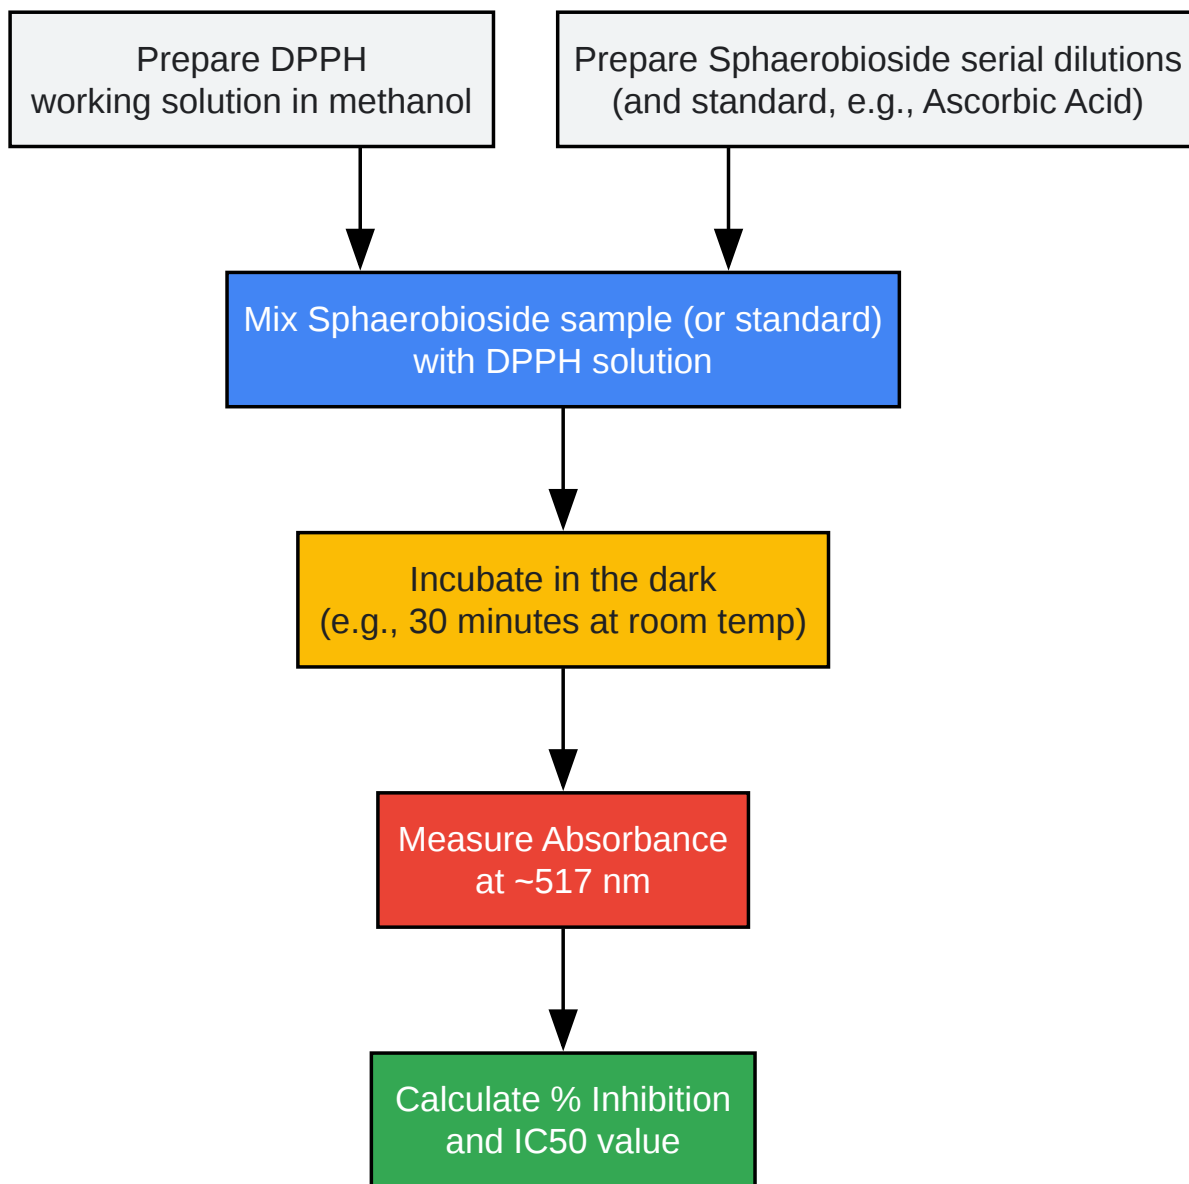 Prepare DPPH
working solution in methanol
Prepare Sphaerobioside serial dilutions
(and standard, e.g., Ascorbic Acid)
Mix Sphaerobioside sample (or standard)
with DPPH solution
Incubate in the dark
(e.g., 30 minutes at room temp)
Measure Absorbance
at ~517 nm
Calculate % Inhibition
and IC50 value